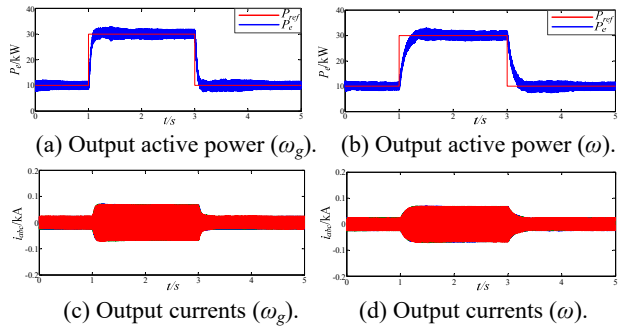 40
30
20
10
0
0 1 2 3 4 5
P_e/kW
t/s
P_ref
P_e
(a) Output active power (ω_g).
40
30
20
10
0
0 1 2 3 4 5
P_e/kW
t/s
P_ref
P_e
(b) Output active power (ω).
0.2
0.1
0
-0.1
-0.2
0 1 2 3 4 5
i_abc/kA
t/s
(c) Output currents (ω_g).
0.2
0.1
0
-0.1
-0.2
0 1 2 3 4 5
i_abc/kA
t/s
(d) Output currents (ω).